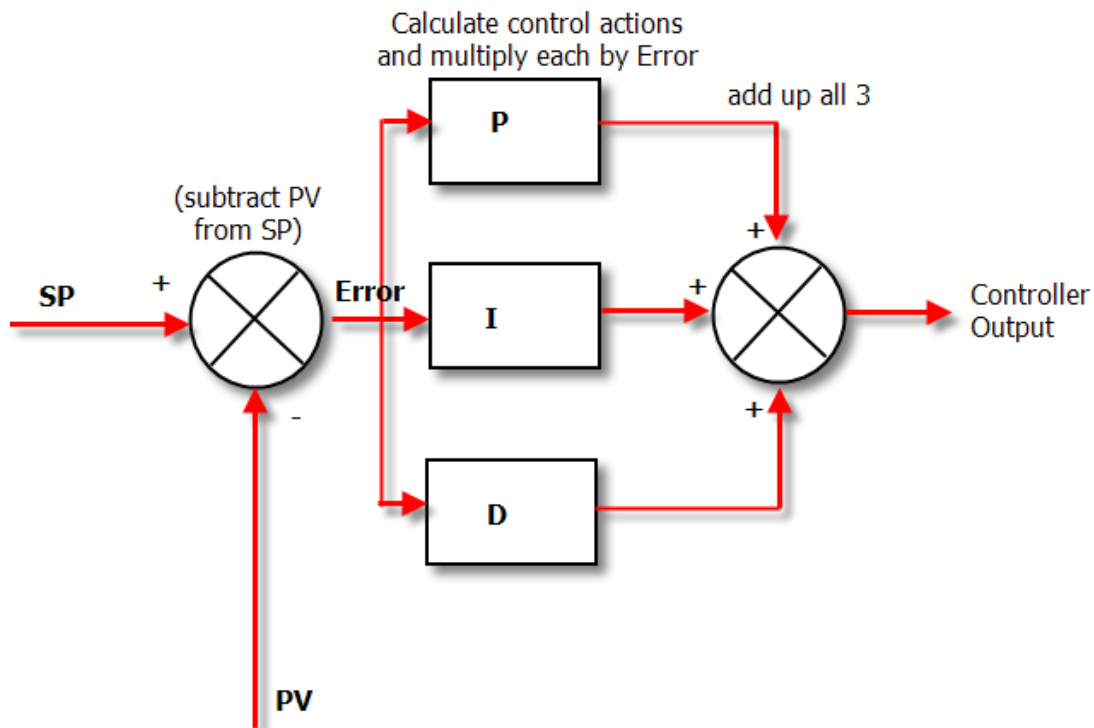 Calculate control actions
and multiply each by Error
add up all 3
P
(subtract PV
from SP)
+
SP
+
Error
+
I
Controller
Output
-
+
D
PV